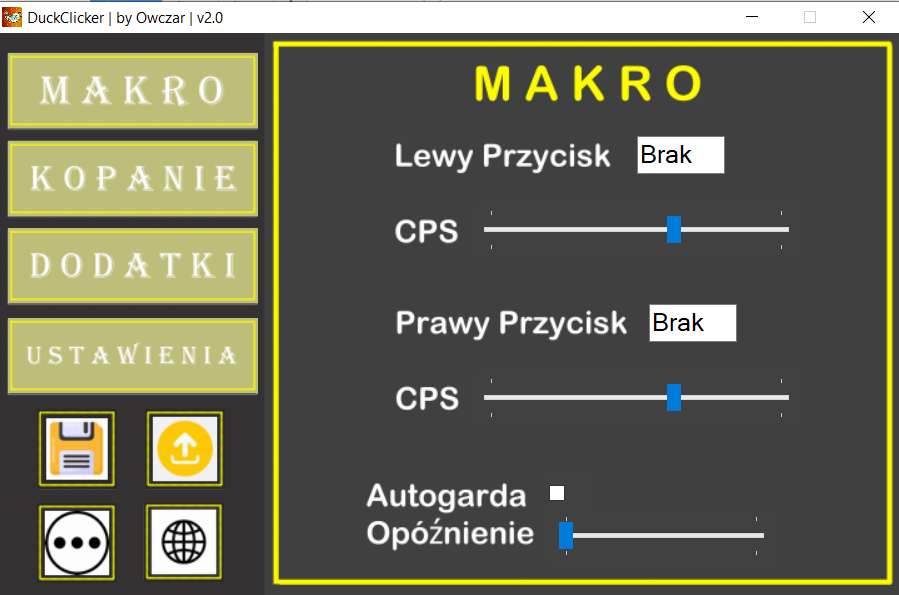 DuckClicker | by Owczar | v2.0
MAKRO
KOPANIE
DODATKI
USTAWIENIA
MAKRO
Lewy Przycisk Brak
CPS
Prawy Przycisk Brak
CPS
Autogarda
Opóźnienie